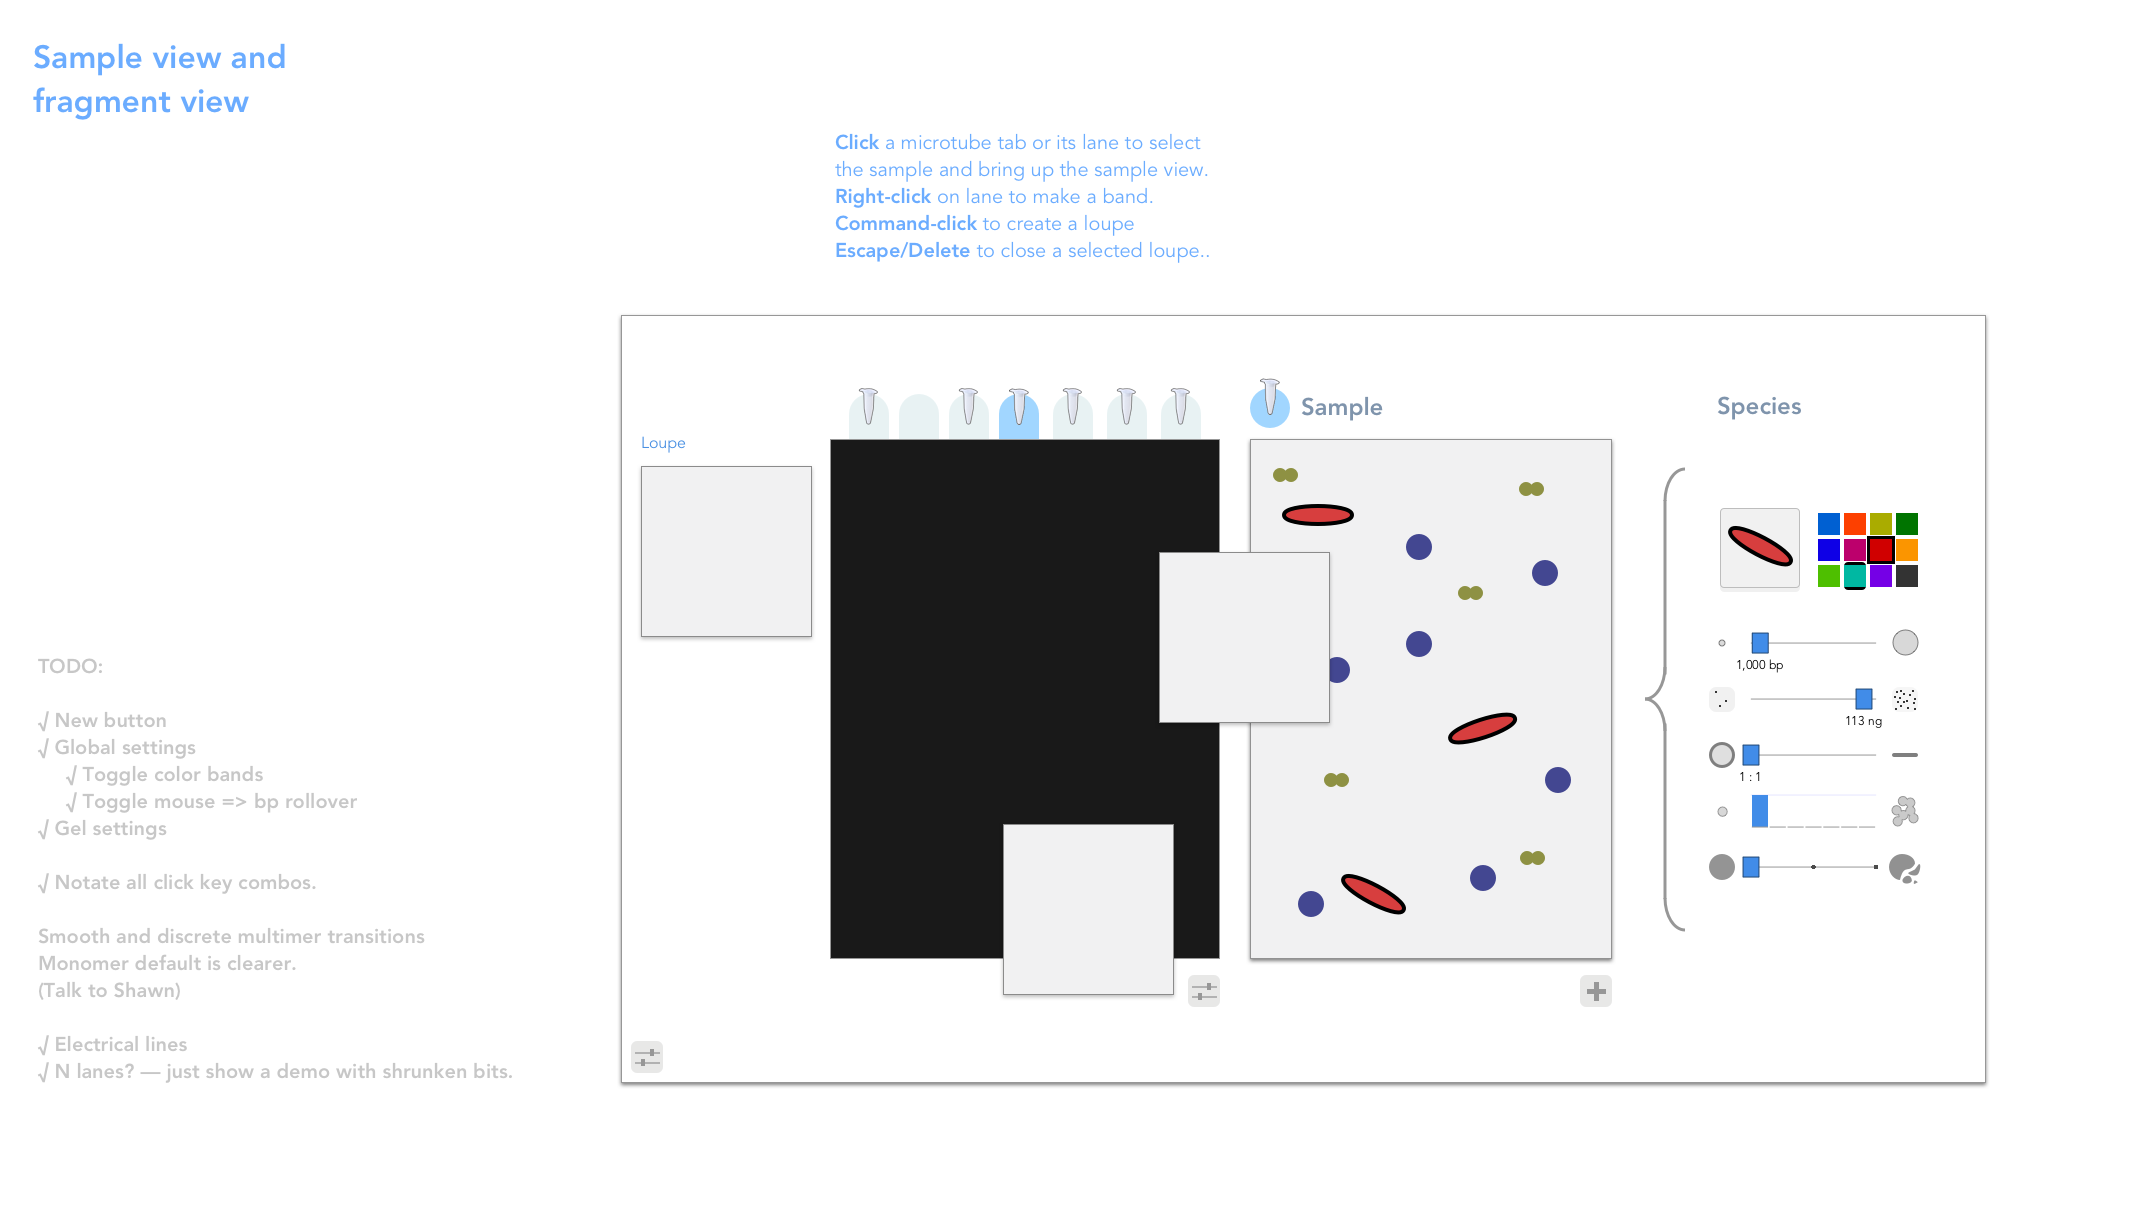 Sample view and
fragment view
Click a microtube tab or its lane to select
the sample and bring up the sample view.
Right-click on lane to make a band.
Command-click to create a loupe
Escape/Delete to close a selected loupe..
Sample
Species
Loupe
1,000 bp
113 ng
1 : 1
TODO:
√ New button
√ Global settings
√ Toggle color bands
√ Toggle mouse => bp rollover
√ Gel settings
√ Notate all click key combos.
Smooth and discrete multimer transitions
Monomer default is clearer.
(Talk to Shawn)
√ Electrical lines
√ N lanes? — just show a demo with shrunken bits.